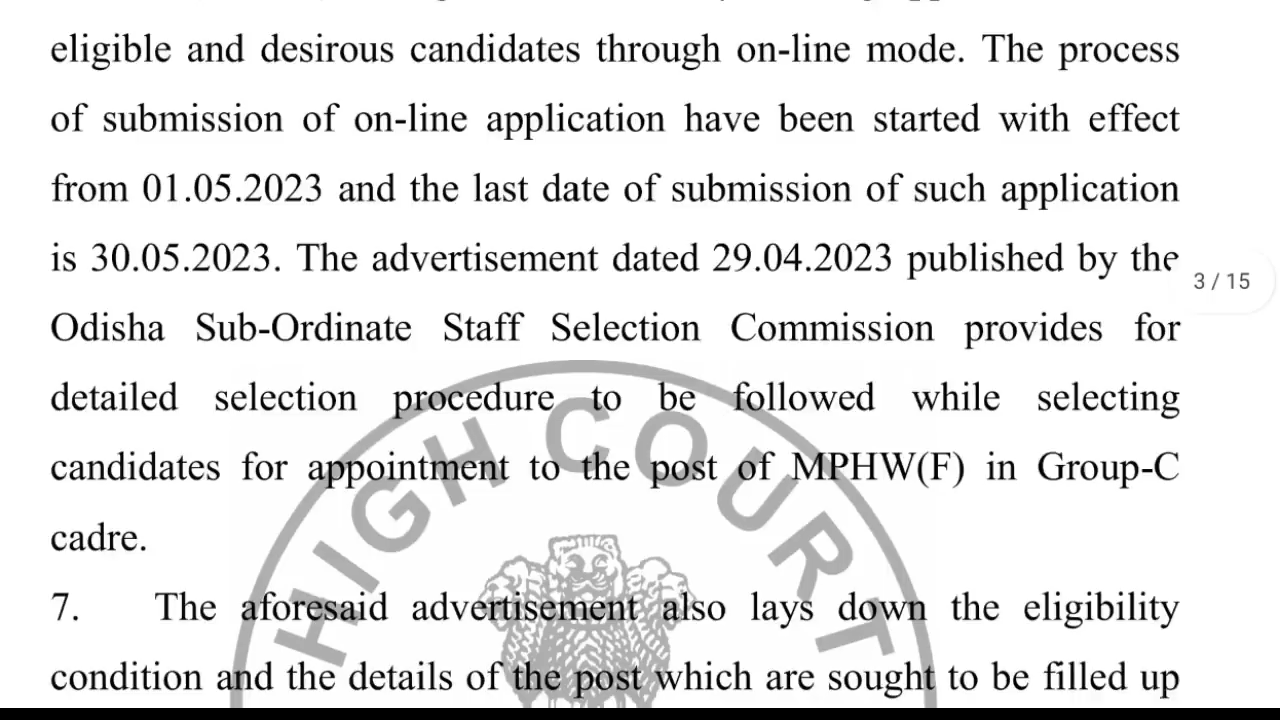 eligible and desirous candidates through on-line mode. The process
of submission of on-line application have been started with effect
from 01.05.2023 and the last date of submission of such application
is 30.05.2023. The advertisement dated 29.04.2023 published by the
3 / 15
Odisha Sub-Ordinate Staff Selection Commission provides for
detailed selection procedure to be followed while selecting
candidates for appointment to the post of MPHW(F) in Group-C
cadre.
HIGH COURT
7. The aforesaid advertisement also lays down the eligibility
condition and the details of the post which are sought to be filled up